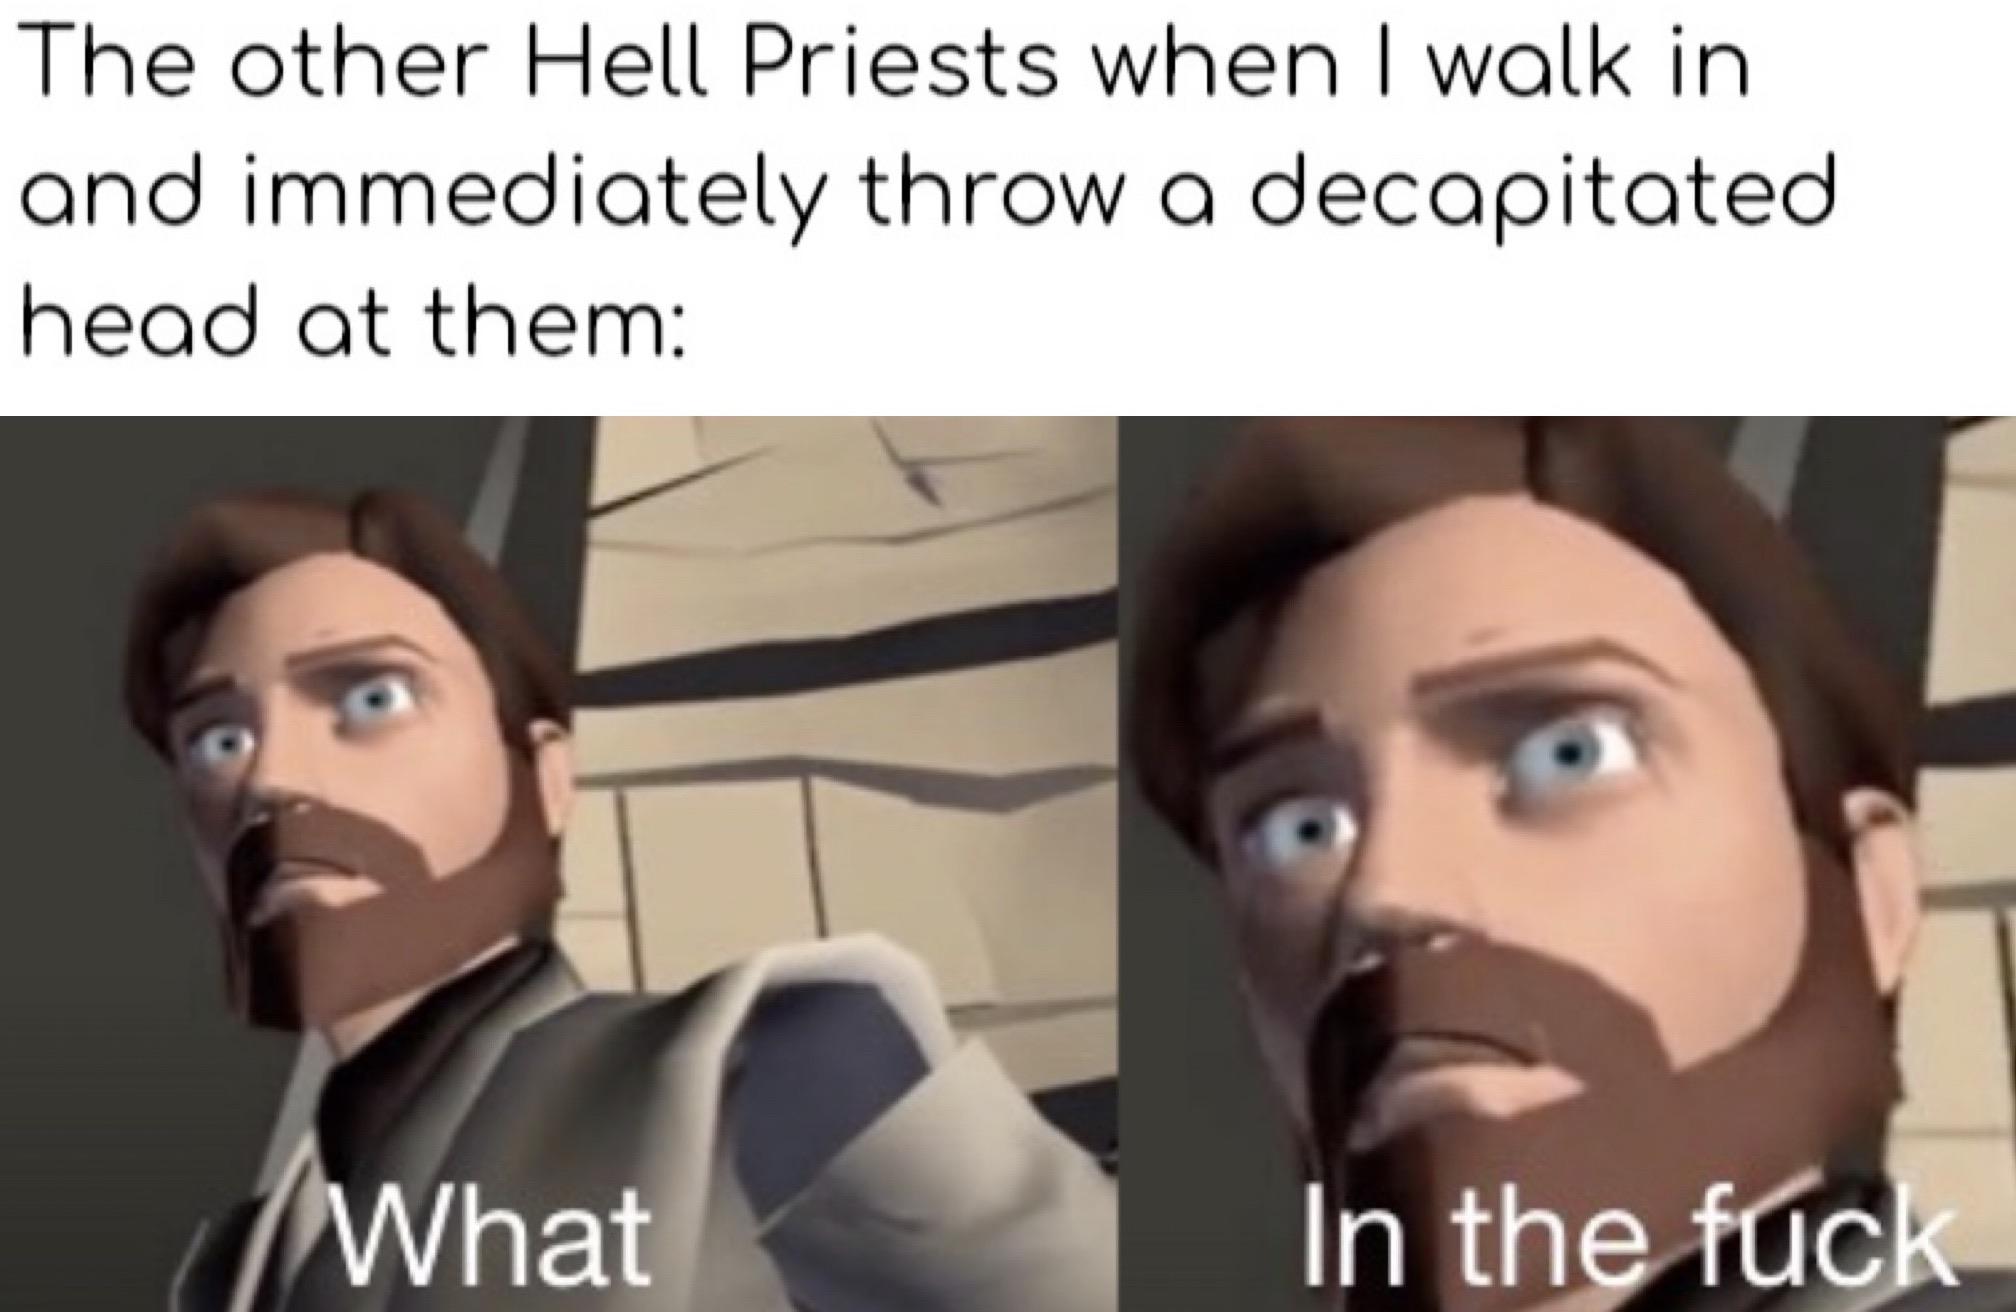 The other Hell Priests when I walk in
and immediately throw a decapitated
head at them:
What
In the fuck